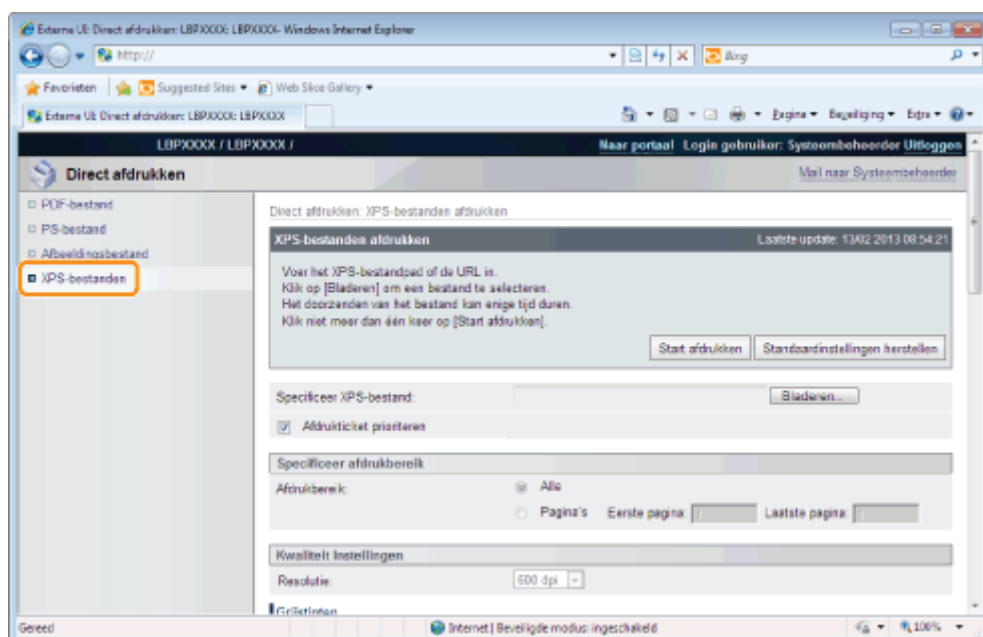 Externe UI: Direct afdrukken: LBPXXXX: LBPXXXX- Windows Internet Explorer
http://
Bing
Favorieten Suggested Sites Web Slice Gallery
Externe UI: Direct afdrukken: LBPXXXX: LBPXXXX
Pagina Beveiliging Extra
LBPXXXX / LBPXXXX /
Naar portaal Login gebruiker: Systeembeheerder Uitloggen
Direct afdrukken
Mail naar Systeembeheerder
PDF-bestand
PS-bestand
Afbeeldingsbestand
XPS-bestanden
Direct afdrukken: XPS-bestanden afdrukken
XPS-bestanden afdrukken
Laatste update: 13/02 2013 08:54:21
Voer het XPS-bestandpad of de URL in.
Klik op [Bladeren] om een bestand te selecteren.
Het doorzenden van het bestand kan enige tijd duren.
Klik niet meer dan één keer op [Start afdrukken].
Start afdrukken Standaardinstellingen herstellen
Specificeer XPS-bestand: Bladeren...
Afdrukticket prioriteren
Specificeer afdrukbereik
Afdrukbereik: Alle
Pagina's Eerste pagina: Laatste pagina:
Kwaliteit Instellingen
Resolutie: 600 dpi
Grijstinten
Gereed Internet | Beveiligde modus: ingeschakeld 100%